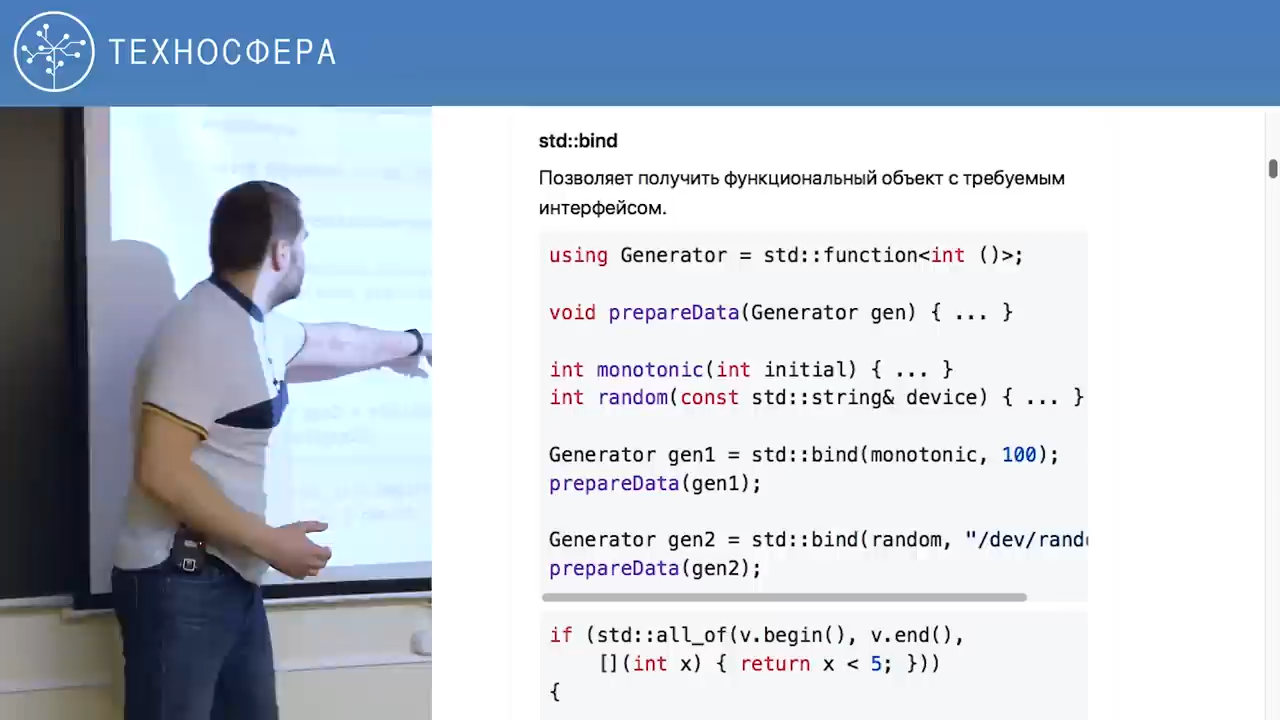 ТЕХНОСФЕРА
std::bind
Позволяет получить функциональный объект с требуемым
интерфейсом.
using Generator = std::function<int ()>;
void prepareData(Generator gen) { ... }
int monotonic(int initial) { ... }
int random(const std::string& device) { ... }
Generator gen1 = std::bind(monotonic, 100);
prepareData(gen1);
Generator gen2 = std::bind(random, "/dev/rand
prepareData(gen2);
if (std::all_of(v.begin(), v.end(),
[](int x) { return x < 5; }))
{